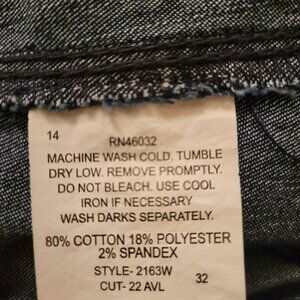 14 RN46032
MACHINE WASH COLD. TUMBLE
DRY LOW. REMOVE PROMPTLY.
DO NOT BLEACH. USE COOL
IRON IF NECESSARY
WASH DARKS SEPARATELY.
80% COTTON 18% POLYESTER
2% SPANDEX
STYLE- 2163W
CUT- 22 AVL 32